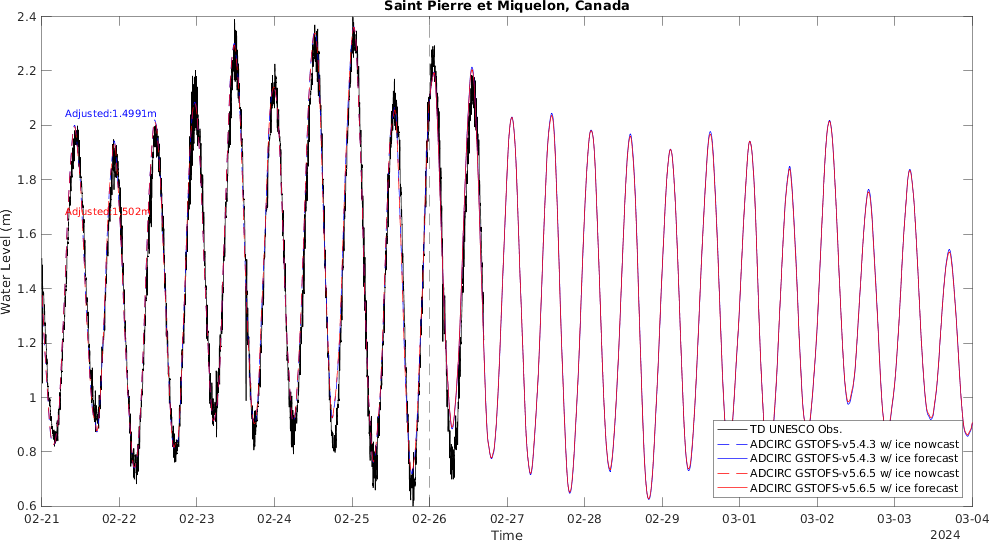 Saint Pierre et Miquelon, Canada
2.4
2.2
2
1.8
1.6
1.4
1.2
1
0.8
0.6
Water Level (m)
Adjusted:1.4991m
Adjusted:1.502m
TD UNESCO Obs.
ADCIRC GSTOFS-v5.4.3 w/ ice nowcast
ADCIRC GSTOFS-v5.4.3 w/ ice forecast
ADCIRC GSTOFS-v5.6.5 w/ ice nowcast
ADCIRC GSTOFS-v5.6.5 w/ ice forecast
02-21 02-22 02-23 02-24 02-25 02-26 02-27 02-28 02-29 03-01 03-02 03-03 03-04
Time 2024